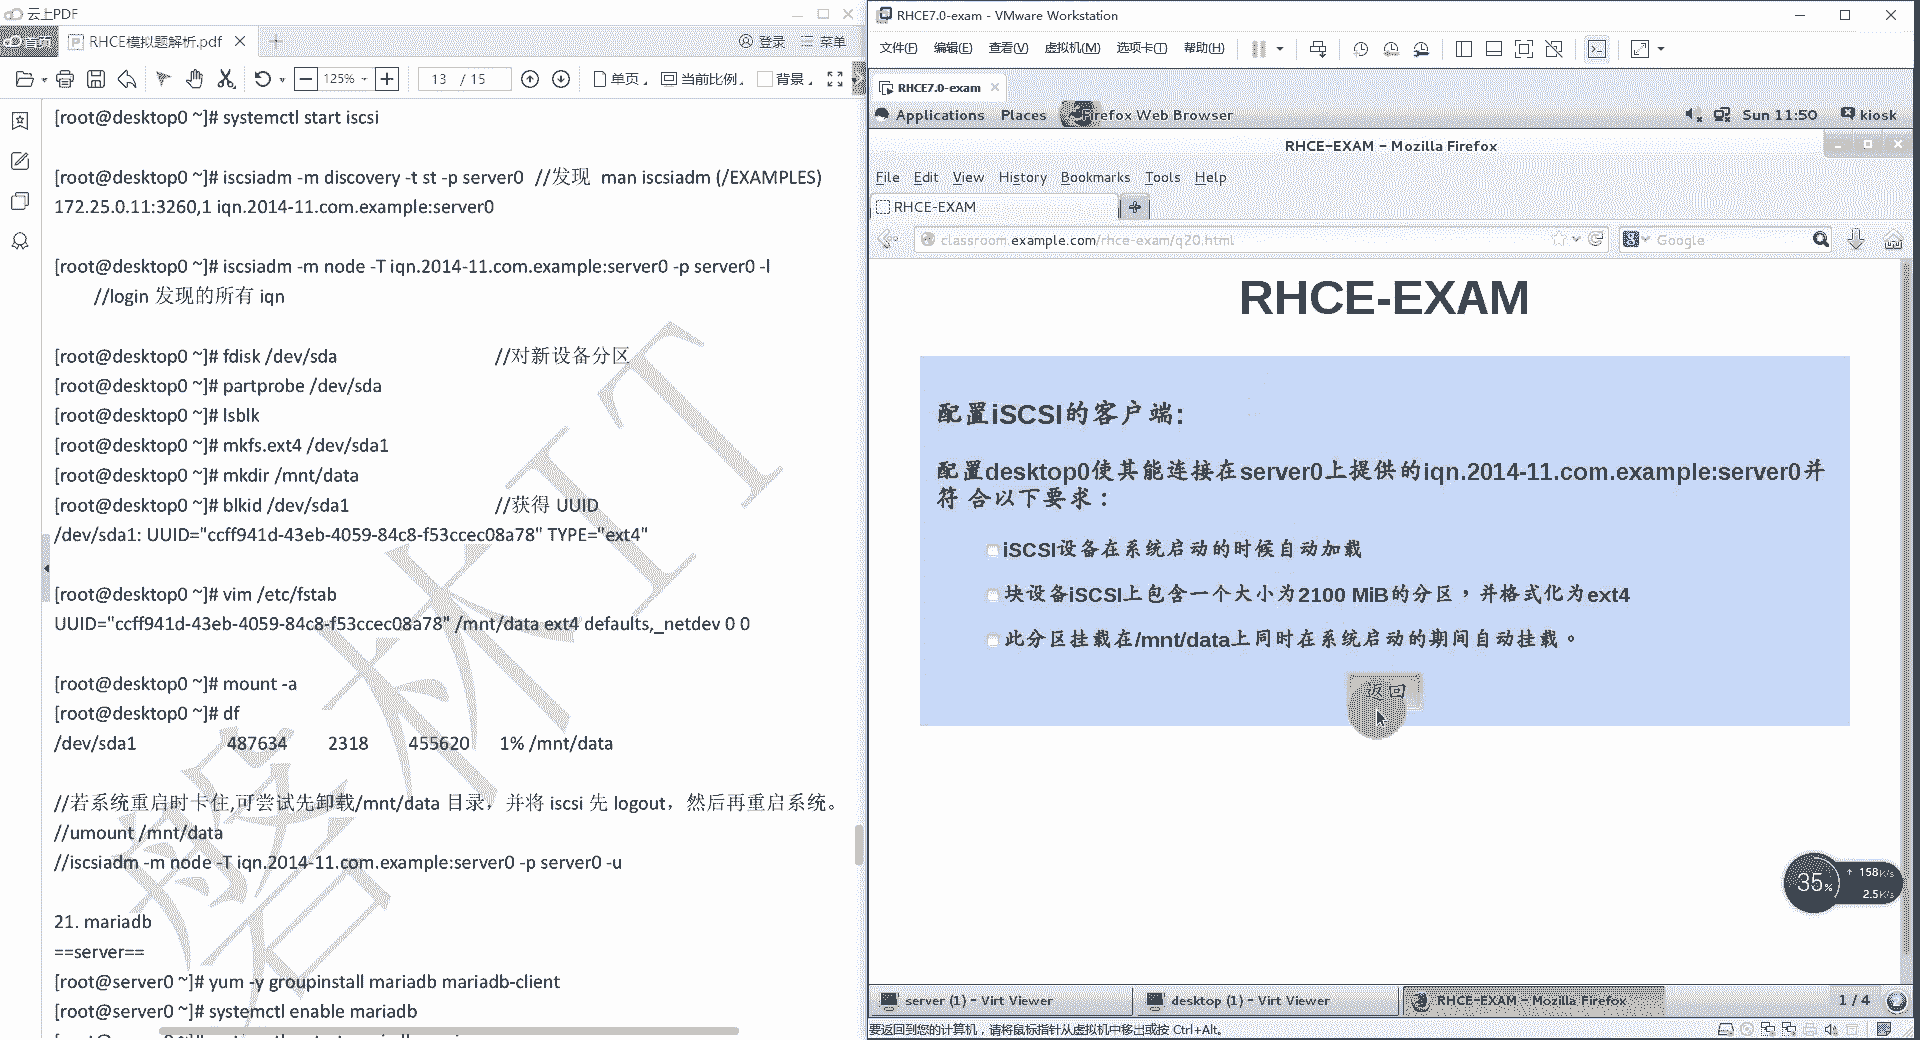 云上PDF
首页
RHCE模拟题解析.pdf
登录
菜单
125%
13 / 15
单页
当前比例
背景
[root@desktop0 ~]# systemctl start iscsi
[root@desktop0 ~]# iscsiadm -m discovery -t st -p server0 //发现 man iscsiadm (/EXAMPLES)
172.25.0.11:3260,1 iqn.2014-11.com.example:server0
[root@desktop0 ~]# iscsiadm -m node -T iqn.2014-11.com.example:server0 -p server0 -l
//login 发现的所有 iqn
[root@desktop0 ~]# fdisk /dev/sda //对新设备分区
[root@desktop0 ~]# partprobe /dev/sda
[root@desktop0 ~]# lsblk
[root@desktop0 ~]# mkfs.ext4 /dev/sda1
[root@desktop0 ~]# mkdir /mnt/data
[root@desktop0 ~]# blkid /dev/sda1 //获得 UUID
/dev/sda1: UUID="ccff941d-43eb-4059-84c8-f53ccec08a78" TYPE="ext4"
[root@desktop0 ~]# vim /etc/fstab
UUID="ccff941d-43eb-4059-84c8-f53ccec08a78" /mnt/data ext4 defaults,_netdev 0 0
[root@desktop0 ~]# mount -a
[root@desktop0 ~]# df
/dev/sda1 487634 2318 455620 1% /mnt/data
//若系统重启时卡住,可尝试先卸载/mnt/data 目录，并将 iscsi 先 logout，然后再重启系统。
//umount /mnt/data
//iscsiadm -m node -T iqn.2014-11.com.example:server0 -p server0 -u
21. mariadb
==server==
[root@server0 ~]# yum -y groupinstall mariadb mariadb-client
[root@server0 ~]# systemctl enable mariadb
RHCE7.0-exam - VMware Workstation
文件(F) 编辑(E) 查看(V) 虚拟机(M) 选项卡(T) 帮助(H)
RHCE7.0-exam
Applications Places Firefox Web Browser
Sun 11:50 kiosk
RHCE-EXAM - Mozilla Firefox
File Edit View History Bookmarks Tools Help
RHCE-EXAM
classroom.example.com/rhce-exam/q20.html
Google
RHCE-EXAM
配置iSCSI的客户端:
配置desktop0使其能连接在server0上提供的iqn.2014-11.com.example:server0并
符 合以下要求：
iSCSI设备在系统启动的时候自动加载
块设备iSCSI上包含一个大小为2100 MiB的分区，并格式化为ext4
此分区挂载在/mnt/data上同时在系统启动的期间自动挂载。
返回
35%
158K/s
2.5K/s
server (1) - Virt Viewer
desktop (1) - Virt Viewer
RHCE-EXAM - Mozilla Firefox
1 / 4
要返回到您的计算机，请将鼠标指针从虚拟机中移出或按 Ctrl+Alt。